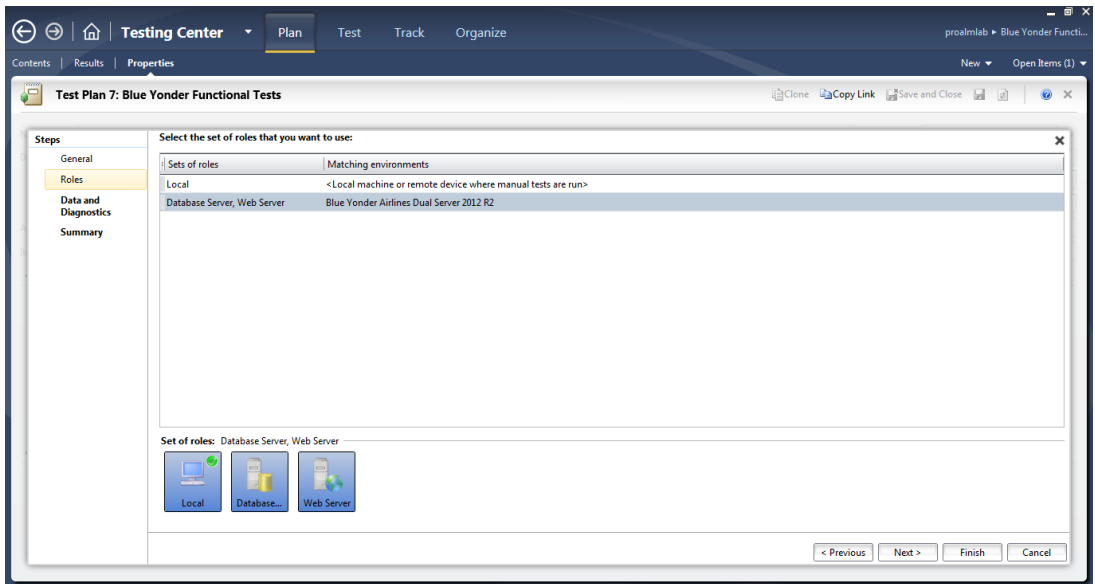 Testing Center Plan Test Track Organize proalmlab ▸ Blue Yonder Functi...
Contents | Results | Properties New Open Items (1)
Test Plan 7: Blue Yonder Functional Tests Clone Copy Link Save and Close
Steps
General
Roles
Data and
Diagnostics
Summary
Select the set of roles that you want to use:
Sets of roles Matching environments
Local <Local machine or remote device where manual tests are run>
Database Server, Web Server Blue Yonder Airlines Dual Server 2012 R2
Set of roles: Database Server, Web Server
Local Database... Web Server
< Previous Next > Finish Cancel